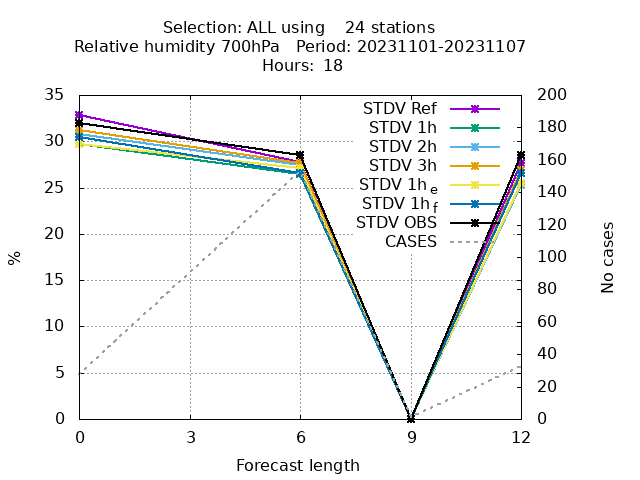 Selection: ALL using 24 stations
Relative humidity 700hPa Period: 20231101-20231107
Hours: 18
35
30
25
20
15
10
5
0
200
180
160
140
120
100
80
60
40
20
0
STDV Ref
STDV 1h
STDV 2h
STDV 3h
STDV 1h e
STDV 1h f
STDV OBS
CASES
%
No cases
0 3 6 9 12
Forecast length